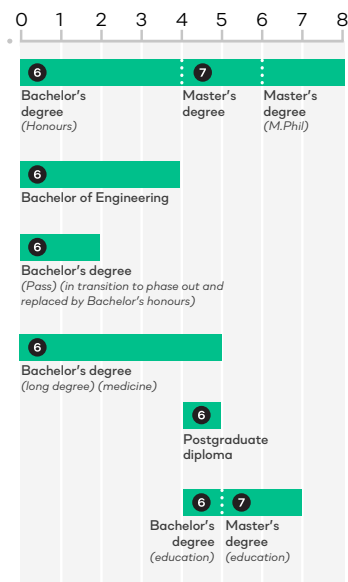 0 1 2 3 4 5 6 7 8
6 7
Bachelor's Master's Master's
degree degree degree
(Honours) (M.Phil)
6
Bachelor of Engineering
6
Bachelor's degree
(Pass) (in transition to phase out and
replaced by Bachelor's honours)
6
Bachelor's degree
(long degree) (medicine)
6
Postgraduate
diploma
6 7
Bachelor's Master's
degree degree
(education) (education)